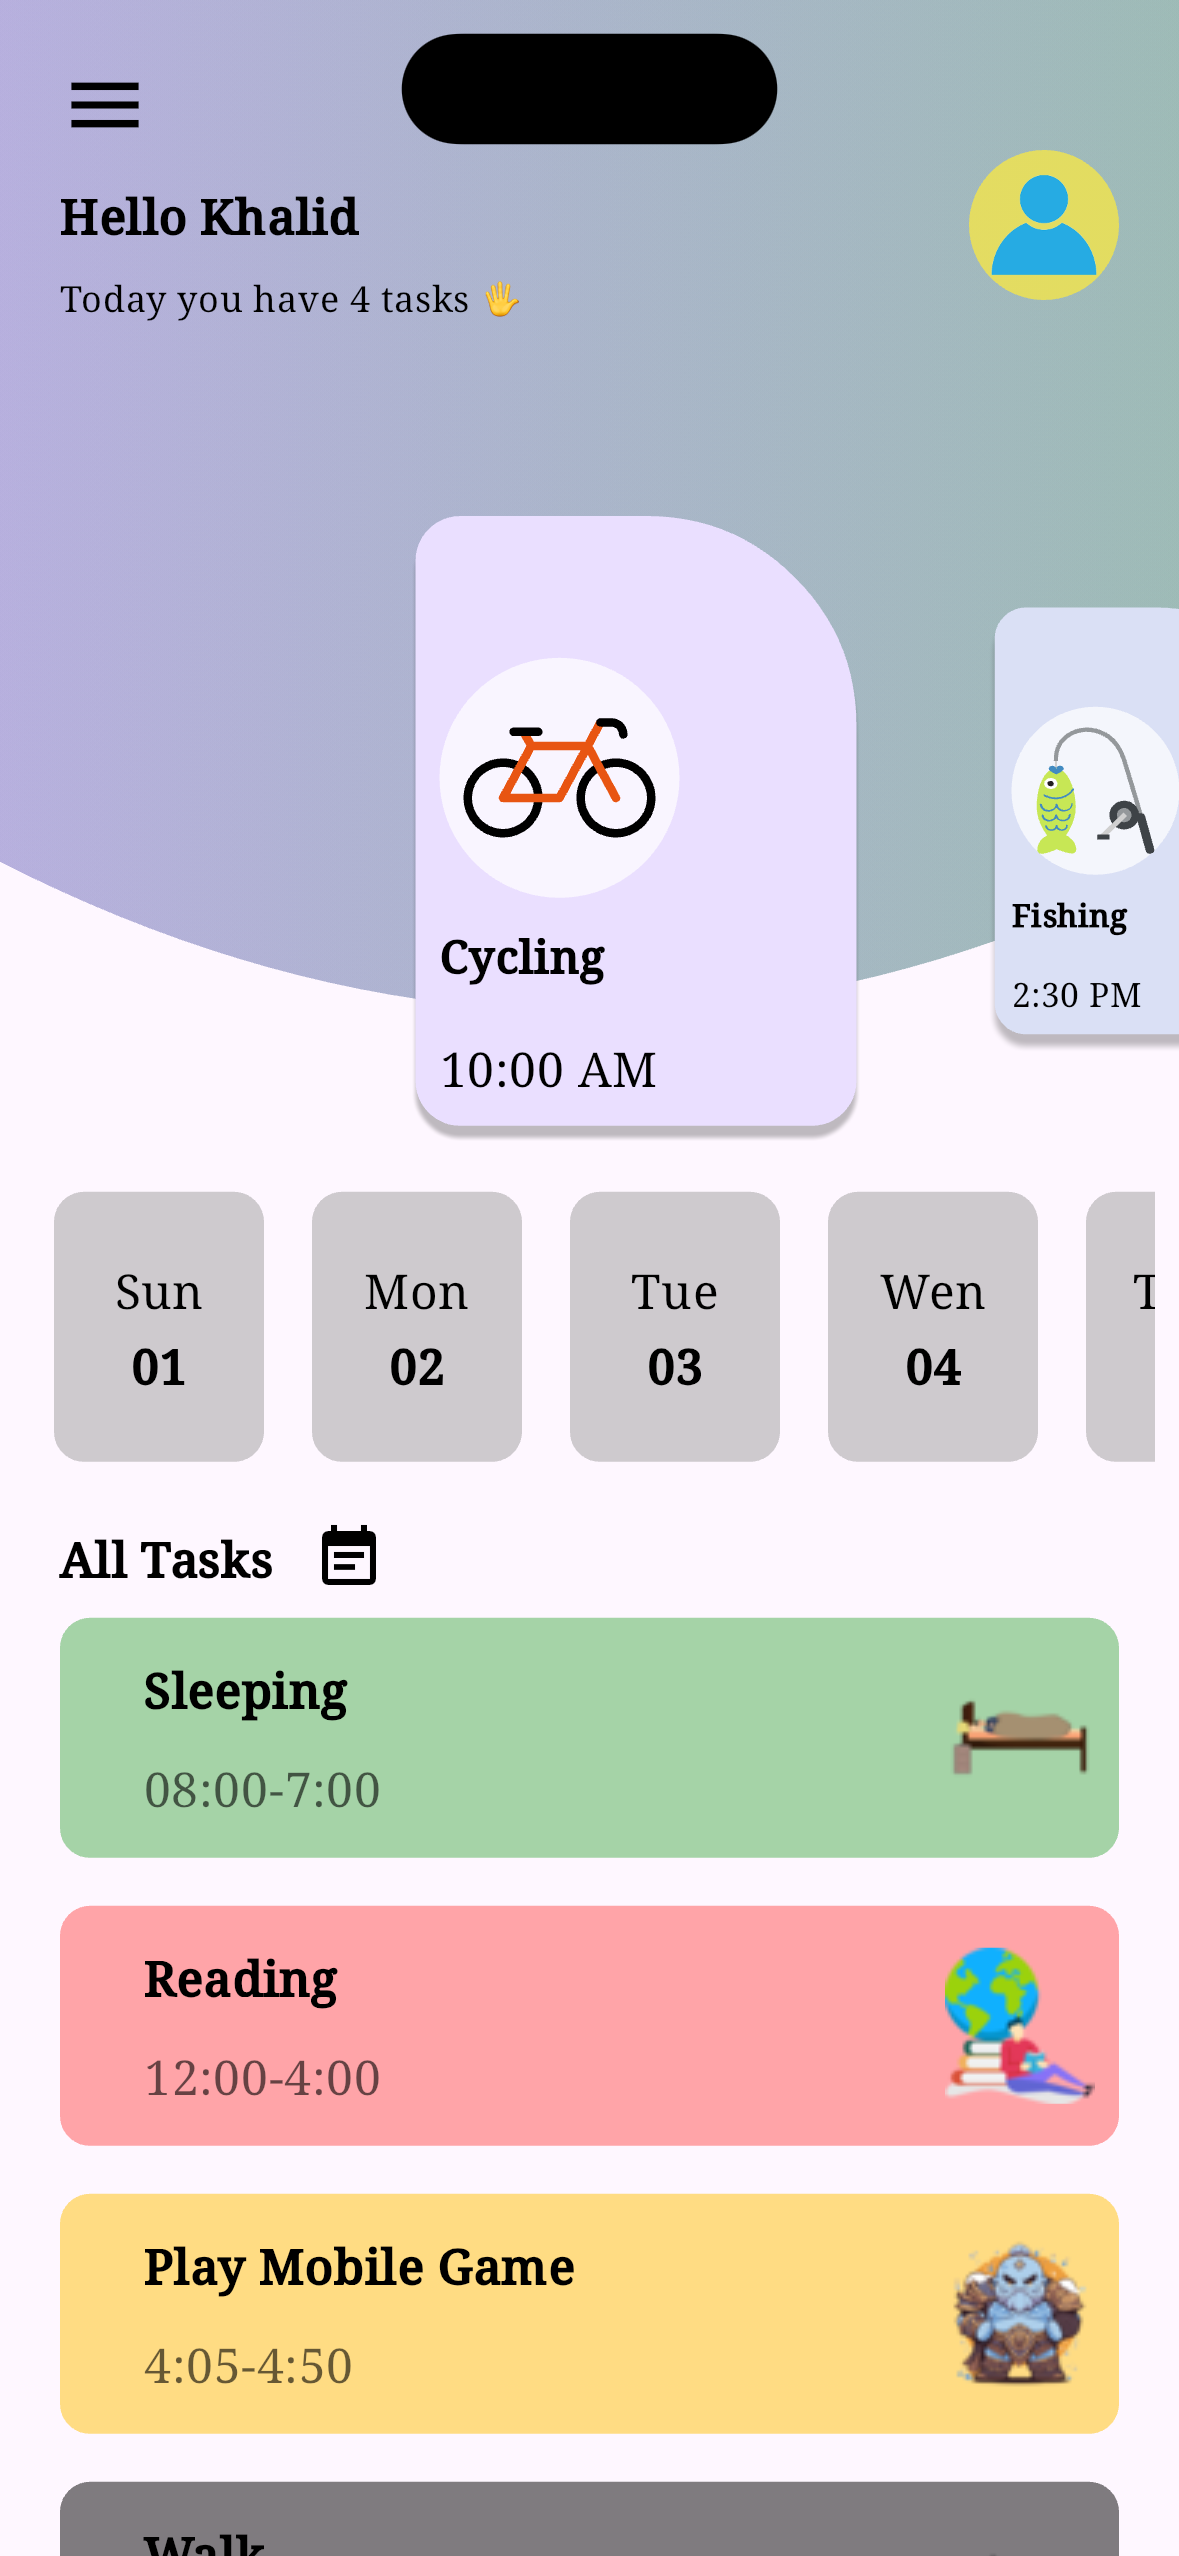 Hello Khalid
Today you have 4 tasks 🖐
Cycling
10:00 AM
Fishing
2:30 PM
Sun
01
Mon
02
Tue
03
Wen
04
All Tasks
Sleeping
08:00-7:00
Reading
12:00-4:00
Play Mobile Game
4:05-4:50
Walk